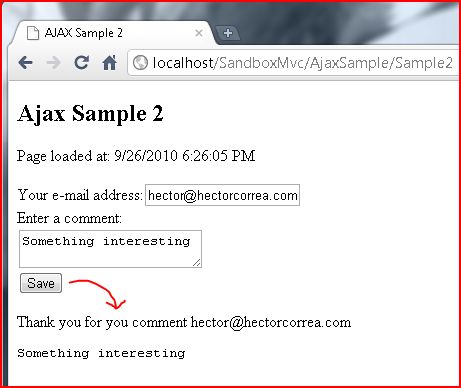 AJAX Sample 2
localhost/SandboxMvc/AjaxSample/Sample2
Ajax Sample 2
Page loaded at: 9/26/2010 6:26:05 PM
Your e-mail address: hector@hectorcorrea.com
Enter a comment:
Something interesting
Save
Thank you for you comment hector@hectorcorrea.com
Something interesting